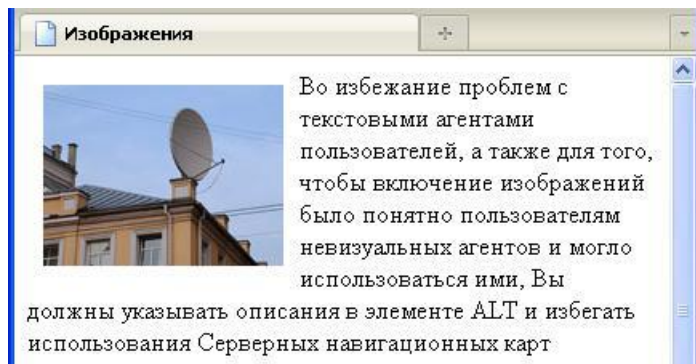 Изображения
Во избежание проблем с
текстовыми агентами
пользователей, а также для того,
чтобы включение изображений
было понятно пользователям
невизуальных агентов и могло
использоваться ими, Вы
должны указывать описания в элементе ALT и избегать
использования Серверных навигационных карт